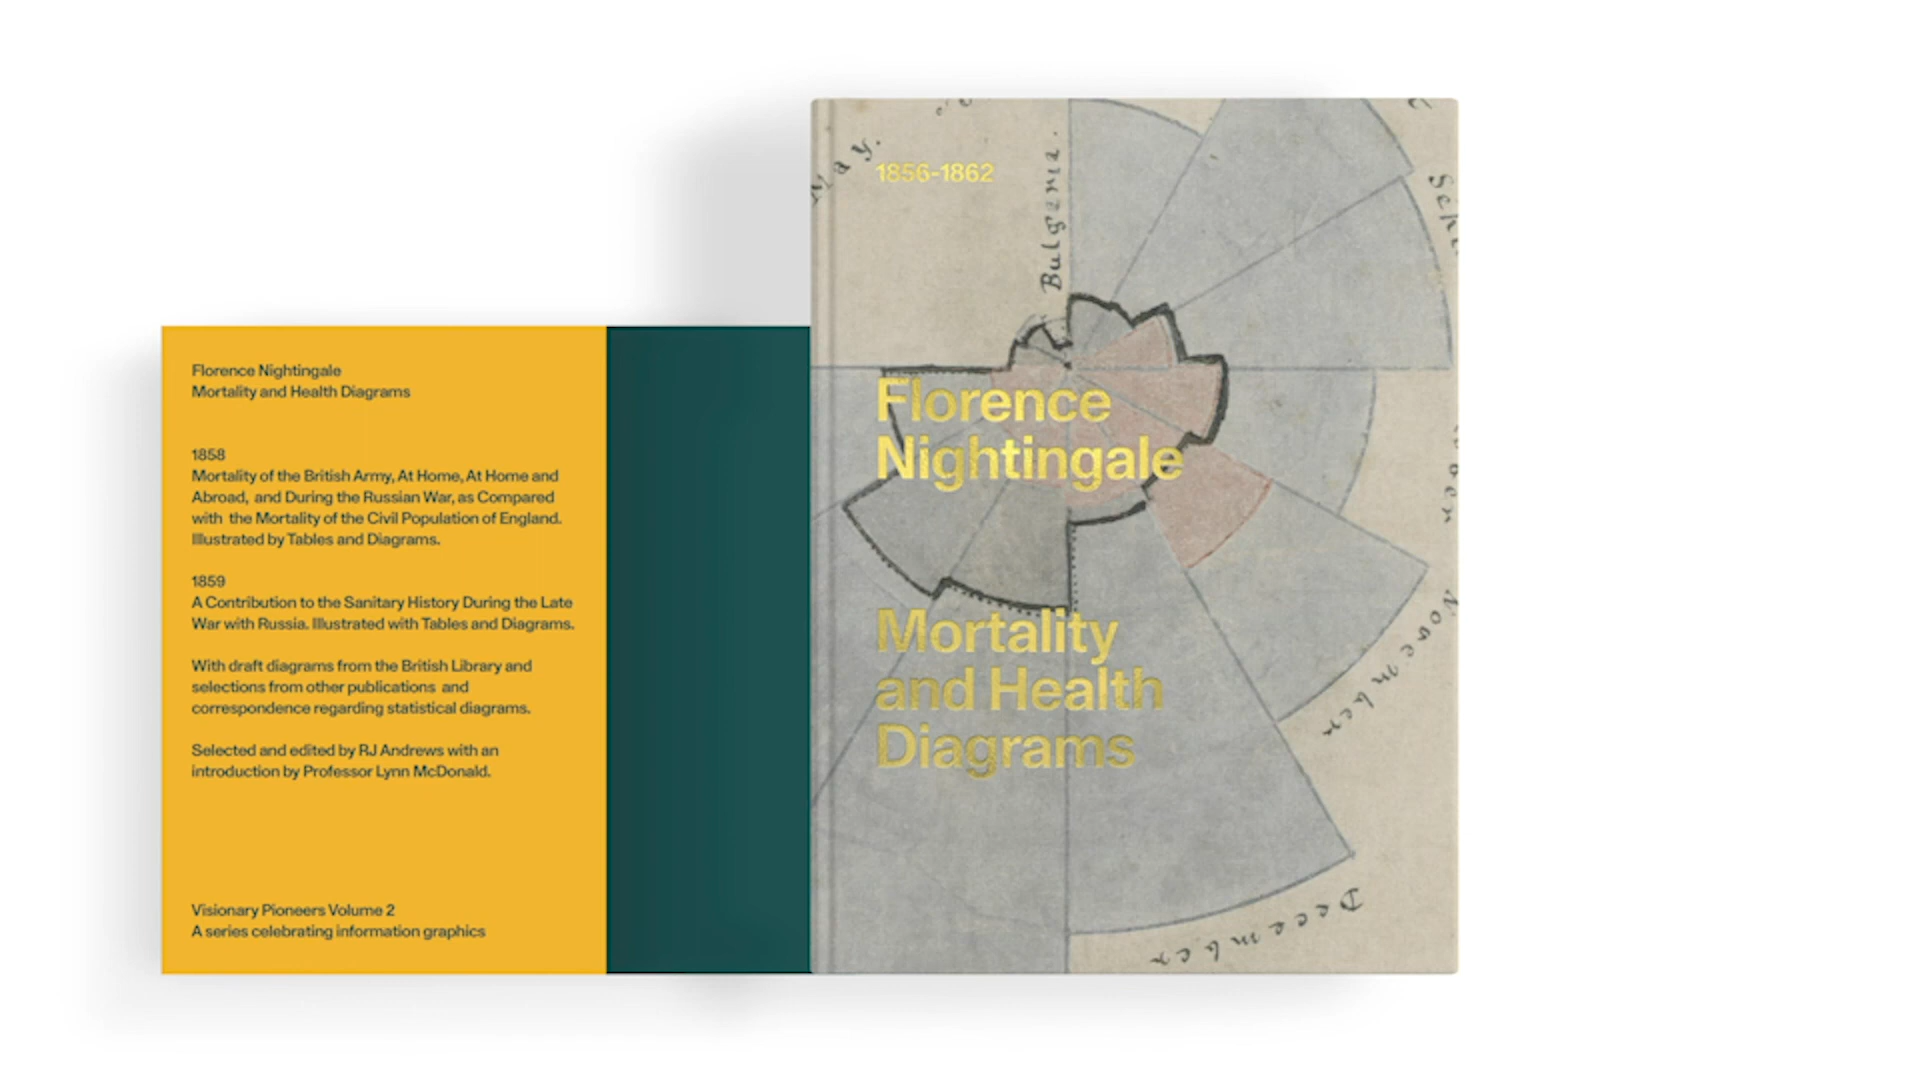 Florence Nightingale
Mortality and Health Diagrams
1858
Mortality of the British Army, At Home, At Home and
Abroad, and During the Russian War, as Compared
with the Mortality of the Civil Population of England.
Illustrated by Tables and Diagrams.
1859
A Contribution to the Sanitary History During the Late
War with Russia. Illustrated with Tables and Diagrams.
With draft diagrams from the British Library and
selections from other publications and
correspondence regarding statistical diagrams.
Selected and edited by RJ Andrews with an
introduction by Professor Lynn McDonald.
Visionary Pioneers Volume 2
A series celebrating information graphics
May.
1856-1862
Bulgaria.
Florence
Nightingale
Mortality
and Health
Diagrams
November
December